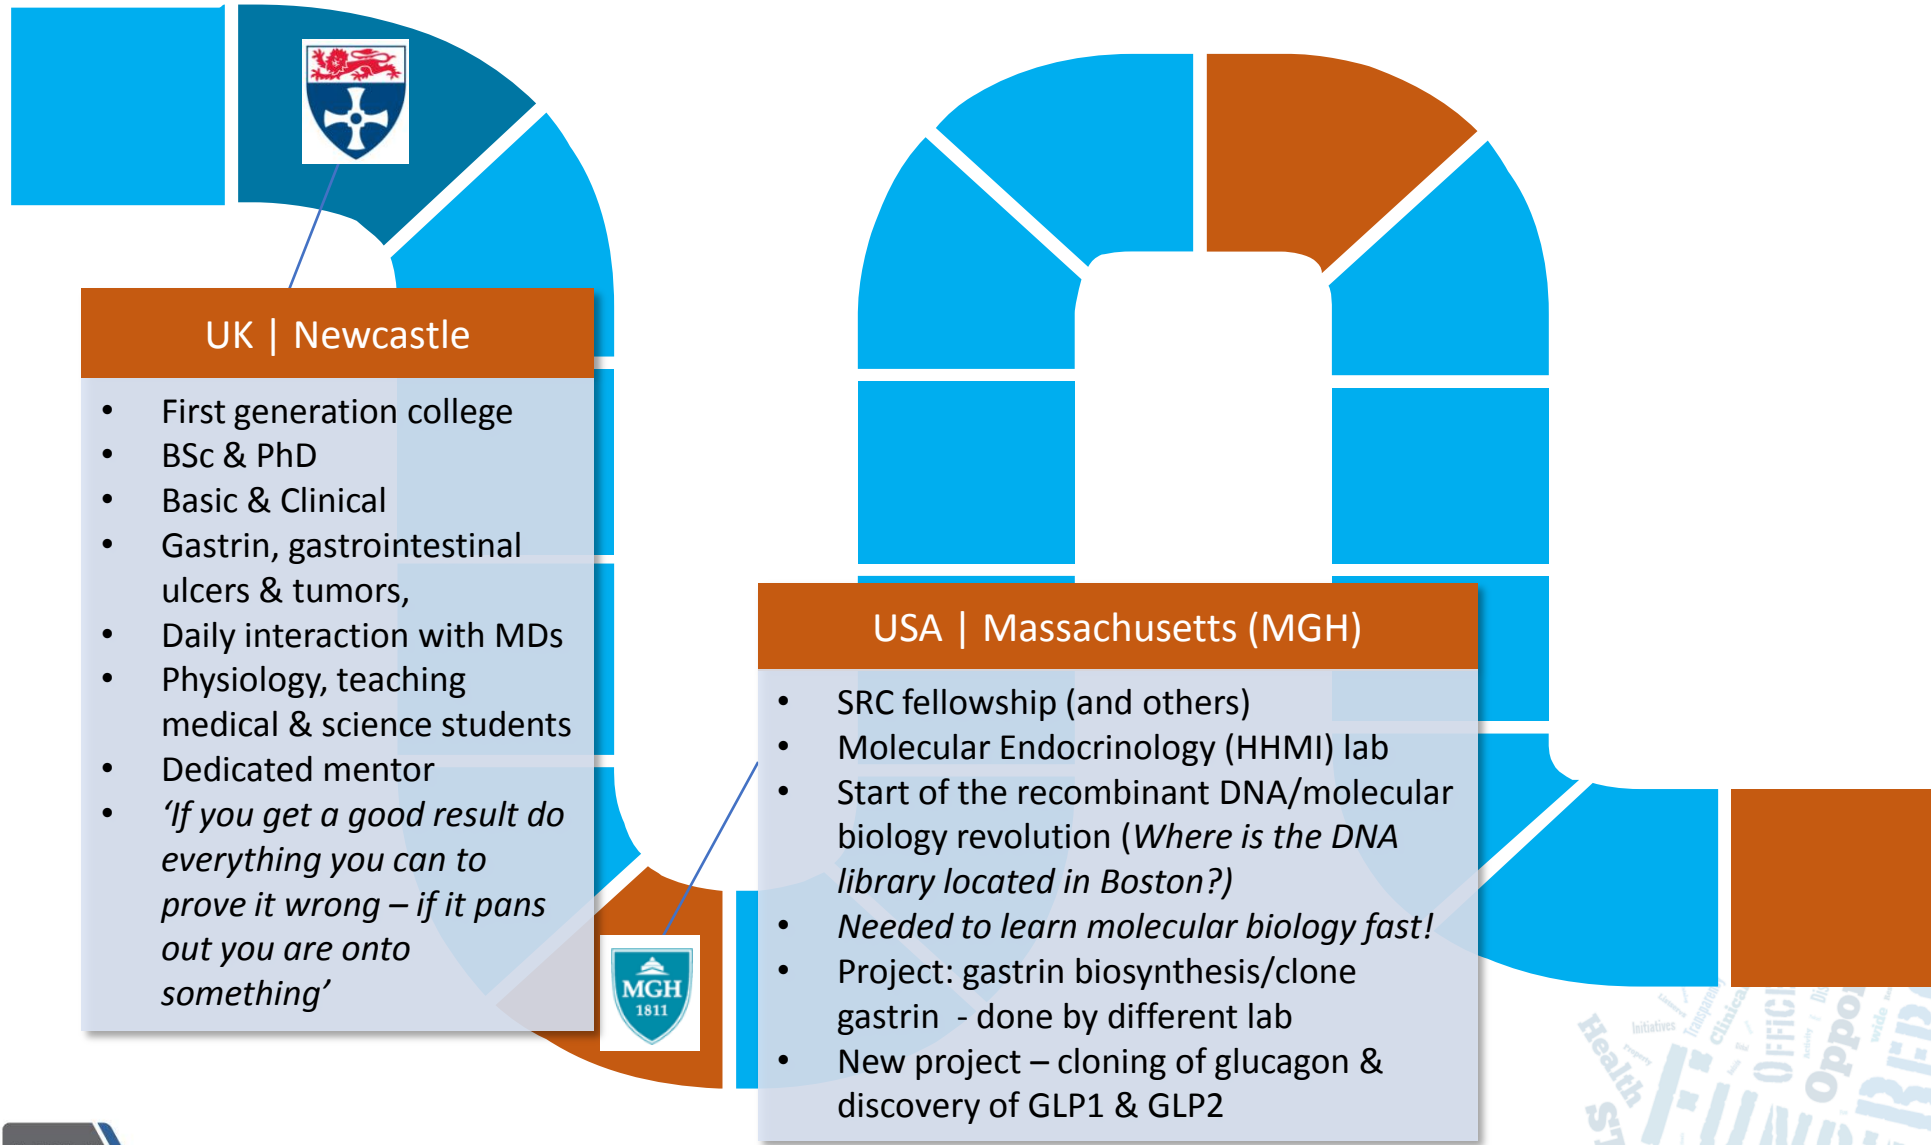 UK | Newcastle
• First generation college
• BSc & PhD
• Basic & Clinical
• Gastrin, gastrointestinal
ulcers & tumors,
• Daily interaction with MDs
• Physiology, teaching
medical & science students
• Dedicated mentor
• ‘If you get a good result do
everything you can to
prove it wrong – if it pans
out you are onto
something’
MGH
1811
USA | Massachusetts (MGH)
• SRC fellowship (and others)
• Molecular Endocrinology (HHMI) lab
• Start of the recombinant DNA/molecular
biology revolution (Where is the DNA
library located in Boston?)
• Needed to learn molecular biology fast!
• Project: gastrin biosynthesis/clone
gastrin - done by different lab
• New project – cloning of glucagon &
discovery of GLP1 & GLP2
Health
Initiatives
Property
wide